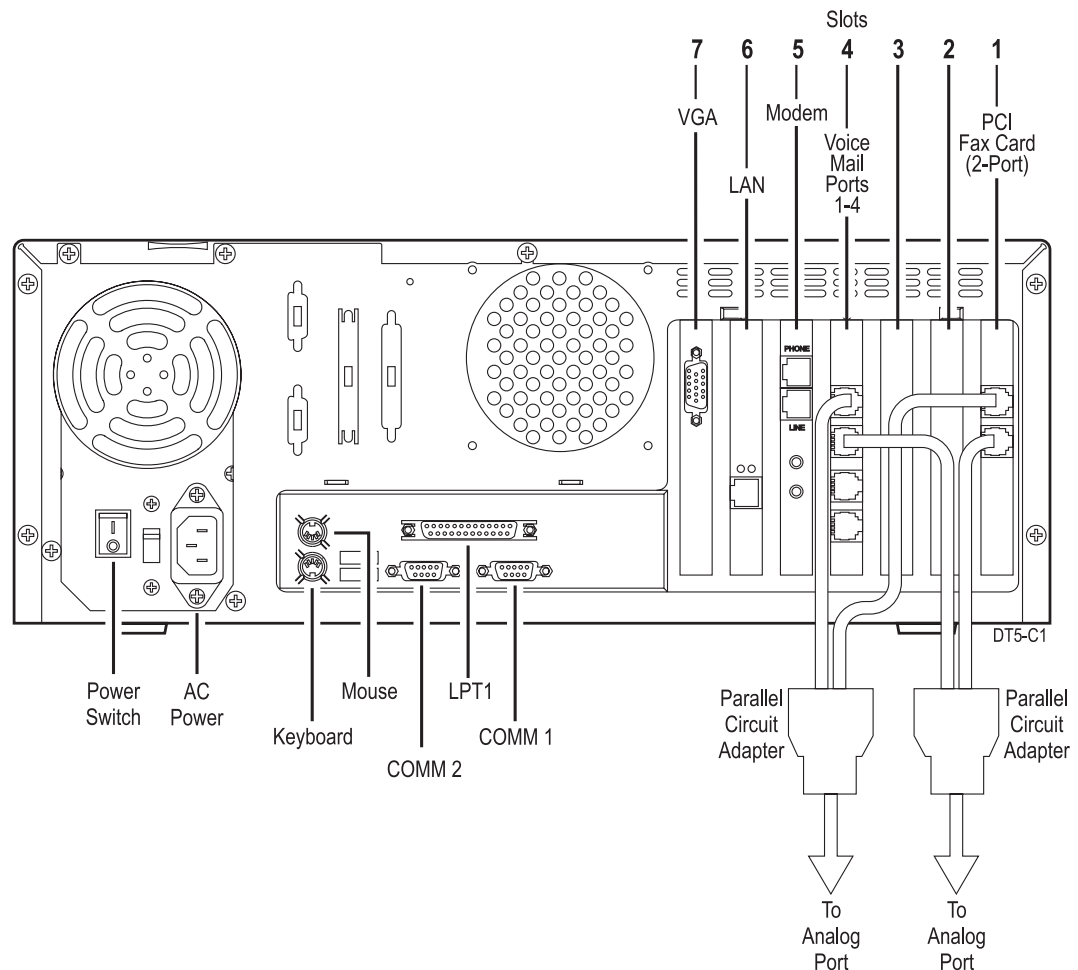 Slots
7 6 5 4 3 2 1
VGA
LAN
Modem
Voice
Mail
Ports
1-4
PCI
Fax Card
(2-Port)
PHONE
LINE
DT5-C1
Power
Switch
AC
Power
Keyboard
Mouse
COMM 2
LPT1
COMM 1
Parallel
Circuit
Adapter
Parallel
Circuit
Adapter
To
Analog
Port
To
Analog
Port